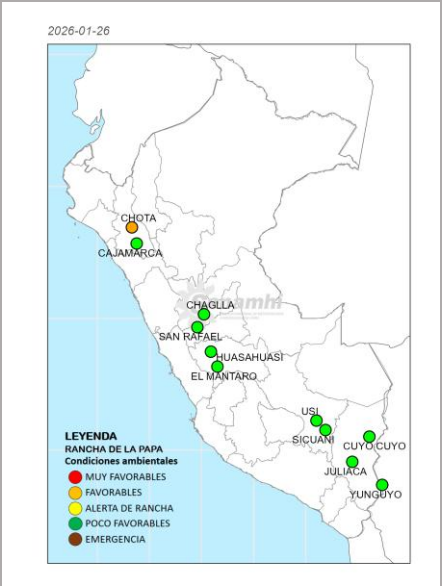 2026-01-26
CHOTA
CAJAMARCA
CHAGLLA
SAN RAFAEL
HUASAHUASI
EL MANTARO
USI
SICUANI
CUYO CUYO
JULIACA
YUNGUYO
LEYENDA
RANCHA DE LA PAPA
Condiciones ambientales
MUY FAVORABLES
FAVORABLES
ALERTA DE RANCHA
POCO FAVORABLES
EMERGENCIA